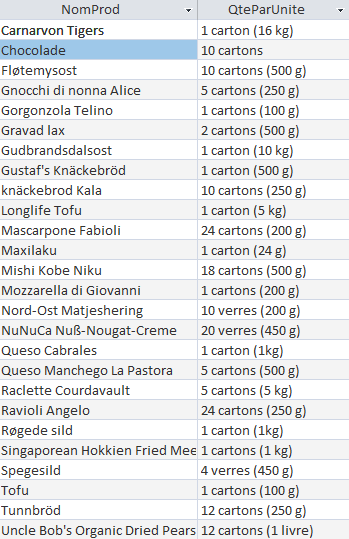 NomProd QteParUnite
Carnarvon Tigers 1 carton (16 kg)
Chocolade 10 cartons
Fløtemysost 10 cartons (500 g)
Gnocchi di nonna Alice 5 cartons (250 g)
Gorgonzola Telino 1 cartons (100 g)
Gravad lax 2 cartons (500 g)
Gudbrandsdalsost 1 carton (10 kg)
Gustaf's Knäckebröd 1 carton (500 g)
knäckebrod Kala 10 cartons (250 g)
Longlife Tofu 1 carton (5 kg)
Mascarpone Fabioli 24 cartons (200 g)
Maxilaku 1 carton (24 g)
Mishi Kobe Niku 18 cartons (500 g)
Mozzarella di Giovanni 1 cartons (200 g)
Nord-Ost Matjeshering 10 verres (200 g)
NuNuCa Nuß-Nougat-Creme 20 verres (450 g)
Queso Cabrales 1 carton (1kg)
Queso Manchego La Pastora 5 cartons (500 g)
Raclette Courdavault 5 cartons (5 kg)
Ravioli Angelo 24 cartons (250 g)
Røgede sild 1 carton (1kg)
Singaporean Hokkien Fried Mee 1 cartons (1 kg)
Spegesild 4 verres (450 g)
Tofu 1 cartons (100 g)
Tunnbröd 12 cartons (250 g)
Uncle Bob's Organic Dried Pears 12 cartons (1 livre)